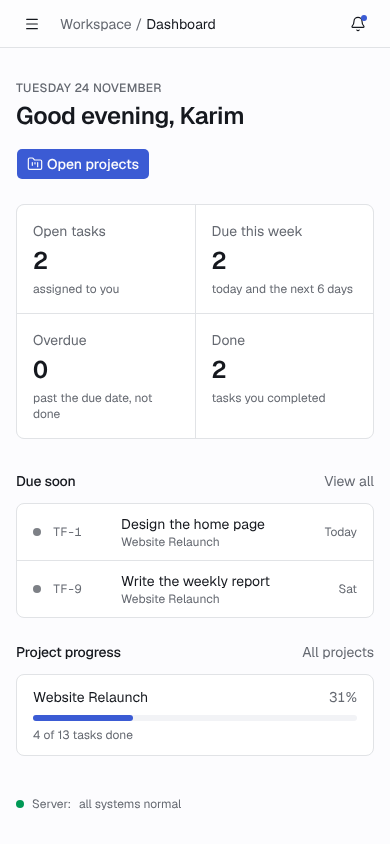 Workspace / Dashboard
TUESDAY 24 NOVEMBER
Good evening, Karim
Open projects
Open tasks
2
assigned to you
Due this week
2
today and the next 6 days
Overdue
0
past the due date, not
done
Done
2
tasks you completed
Due soon
View all
TF-1
Design the home page
Website Relaunch
Today
TF-9
Write the weekly report
Website Relaunch
Sat
Project progress
All projects
Website Relaunch
31%
4 of 13 tasks done
Server: all systems normal